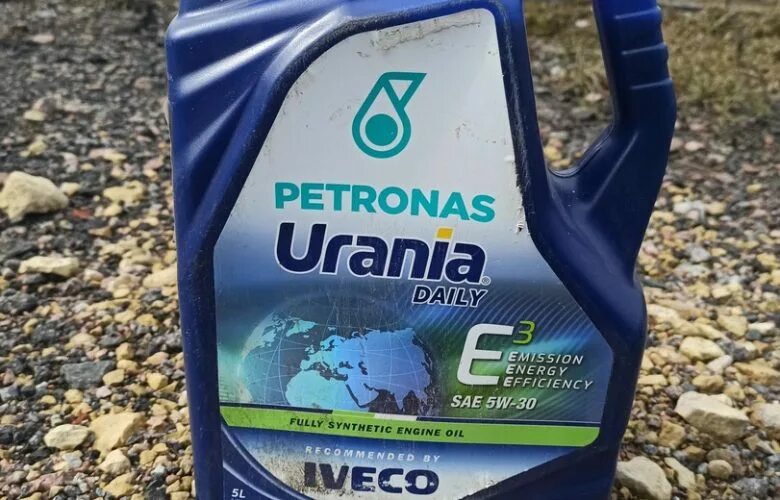 PETRONAS
Urania®
DAILY
E³
EMISSION
ENERGY
EFFICIENCY
SAE 5W-30
FULLY SYNTHETIC ENGINE OIL
RECOMMENDED BY
IVECO
5L